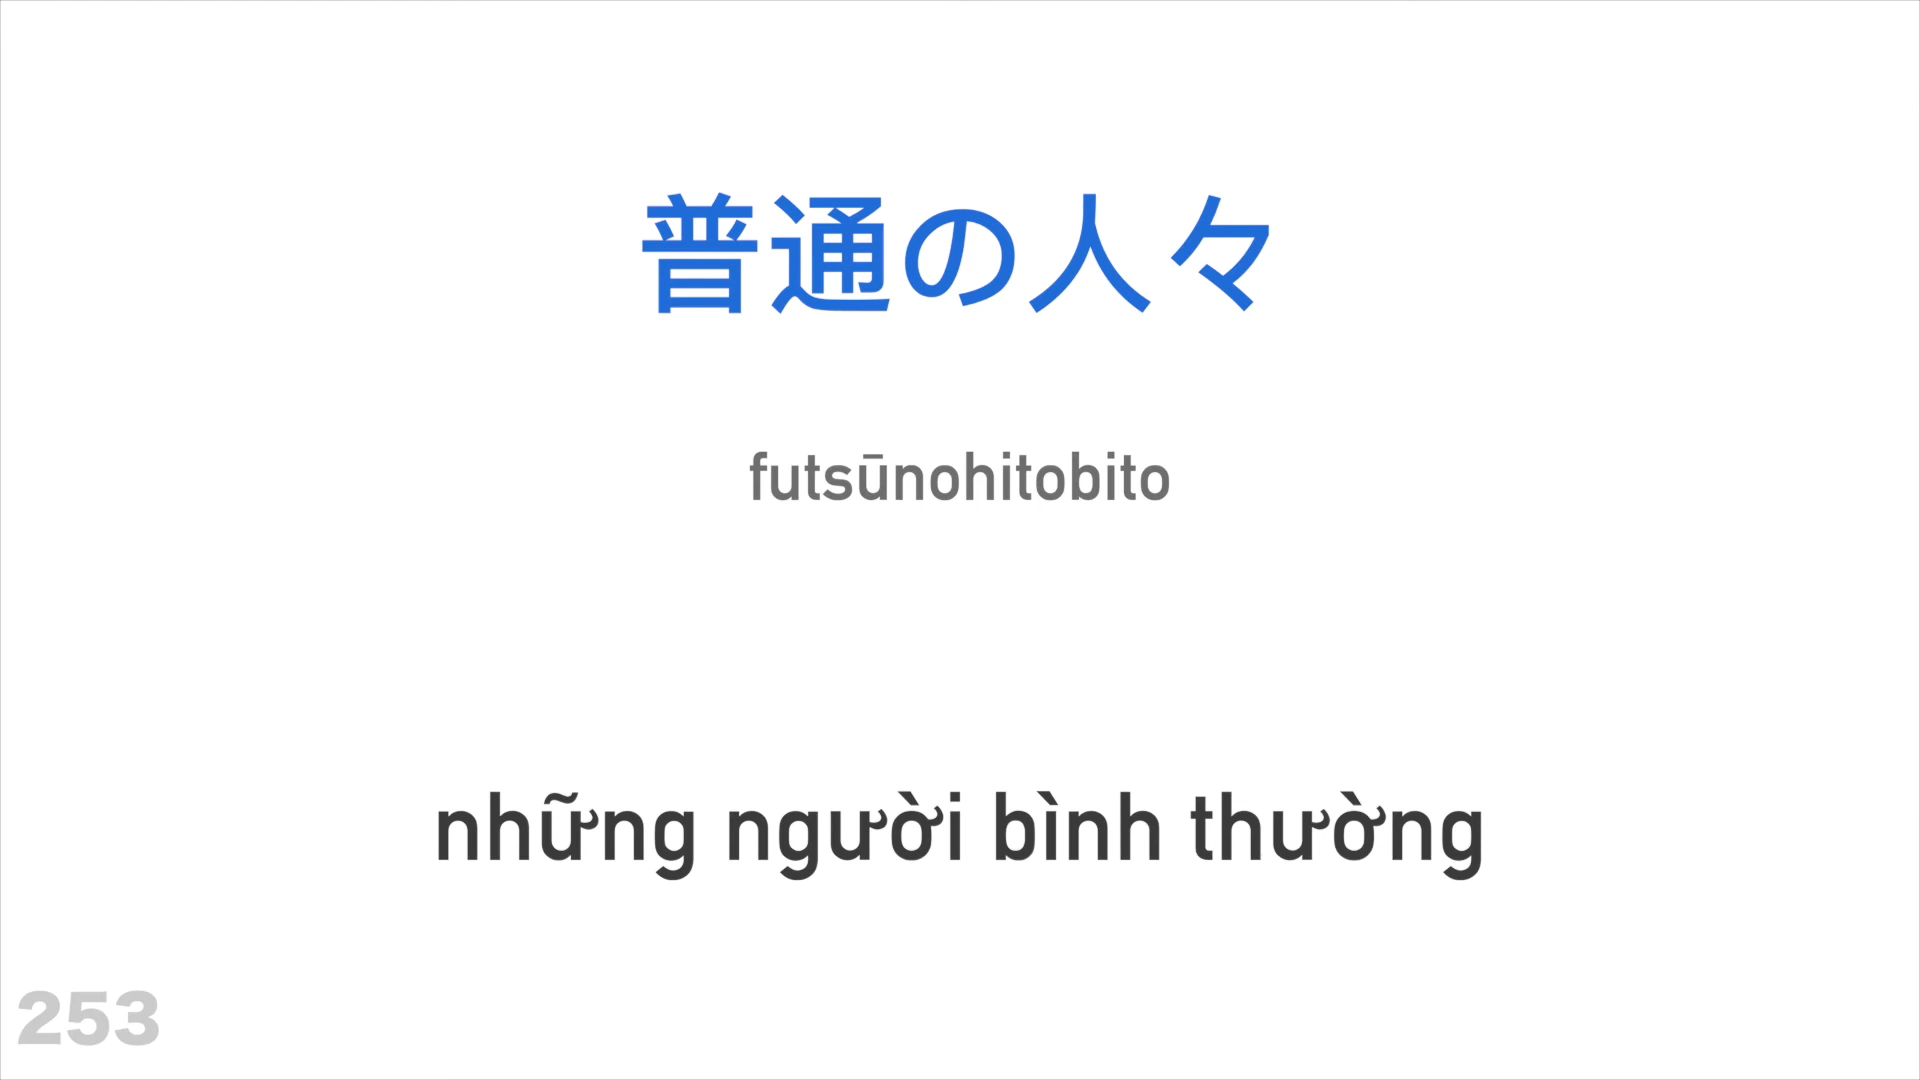 普通の人々
futsūnohitobito
những người bình thường
253